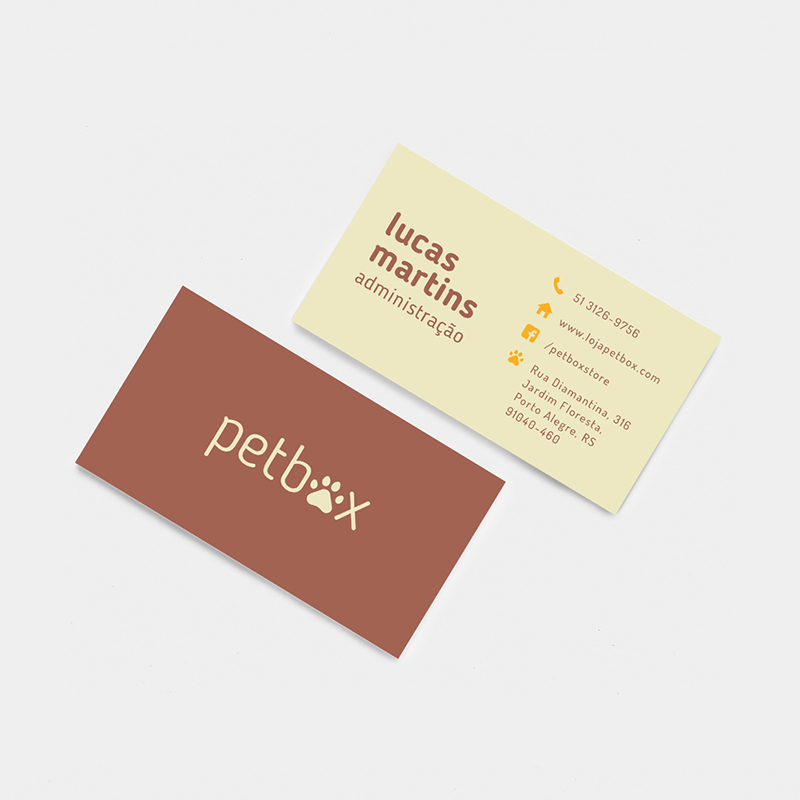 lucas
martins
administração
51 3126-9756
www.lojapetbox.com
/petboxstore
Rua Diamantina, 316
Jardim Floresta,
Porto Alegre, RS
91040-460
petbox